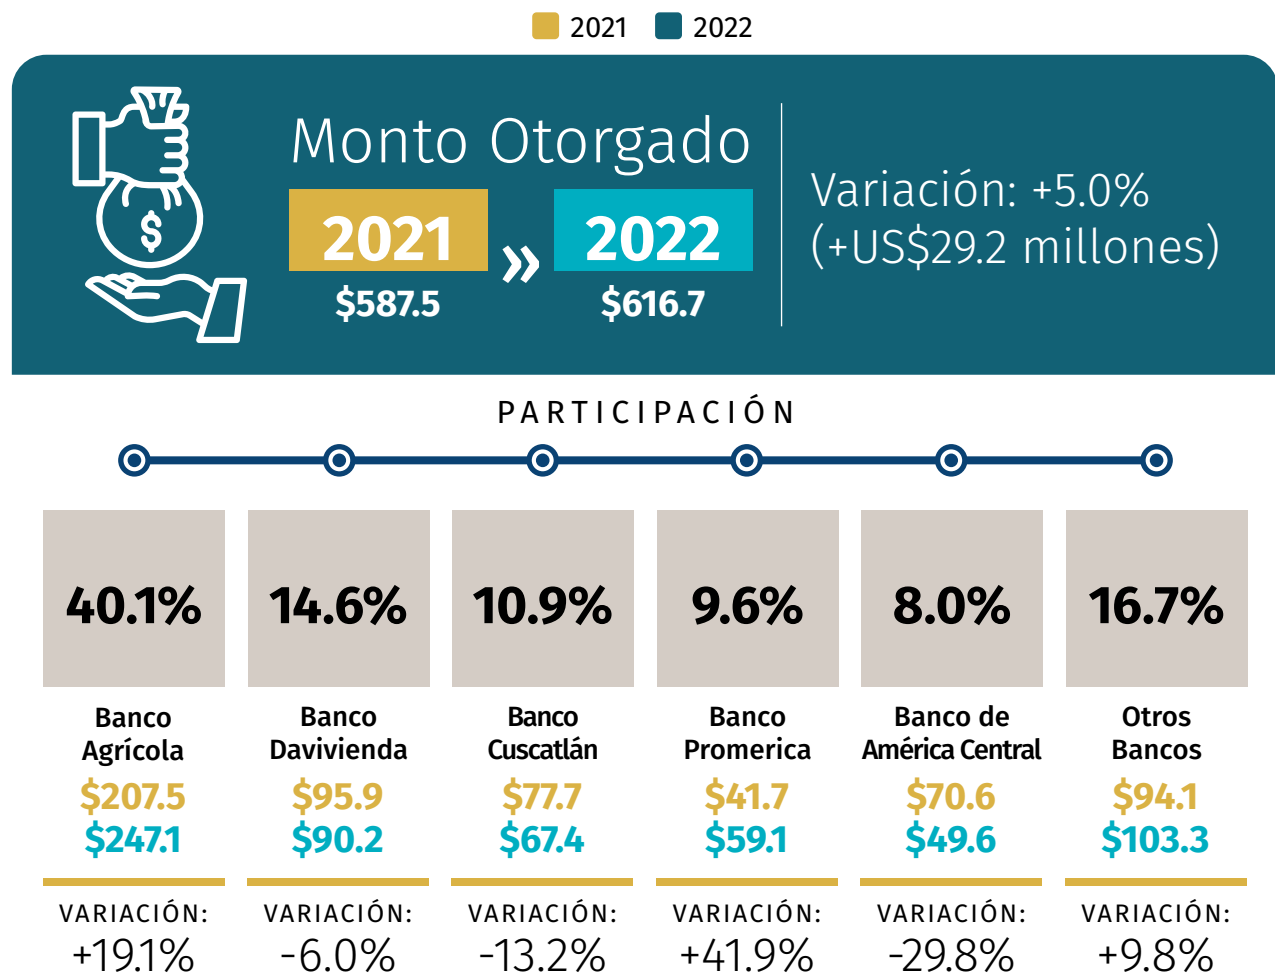 2021 2022
Monto Otorgado
2021 » 2022
$587.5 $616.7
Variación: +5.0%
(+US$29.2 millones)
$
PARTICIPACIÓN
40.1% 14.6% 10.9% 9.6% 8.0% 16.7%
Banco Banco Banco Banco Banco de Otros
Agrícola Davivienda Cuscatlán Promerica América Central Bancos
$207.5 $95.9 $77.7 $41.7 $70.6 $94.1
$247.1 $90.2 $67.4 $59.1 $49.6 $103.3
VARIACIÓN: VARIACIÓN: VARIACIÓN: VARIACIÓN: VARIACIÓN: VARIACIÓN:
+19.1% -6.0% -13.2% +41.9% -29.8% +9.8%